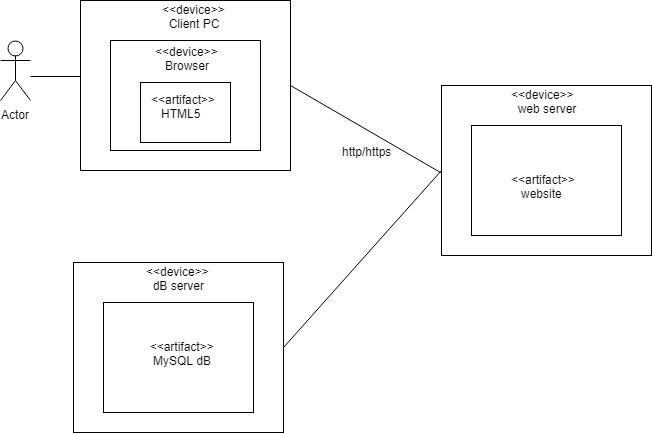 <<device>>
Client PC
<<device>>
Browser
<<artifact>>
HTML5
Actor
http/https
<<device>>
web server
<<artifact>>
website
<<device>>
dB server
<<artifact>>
MySQL dB